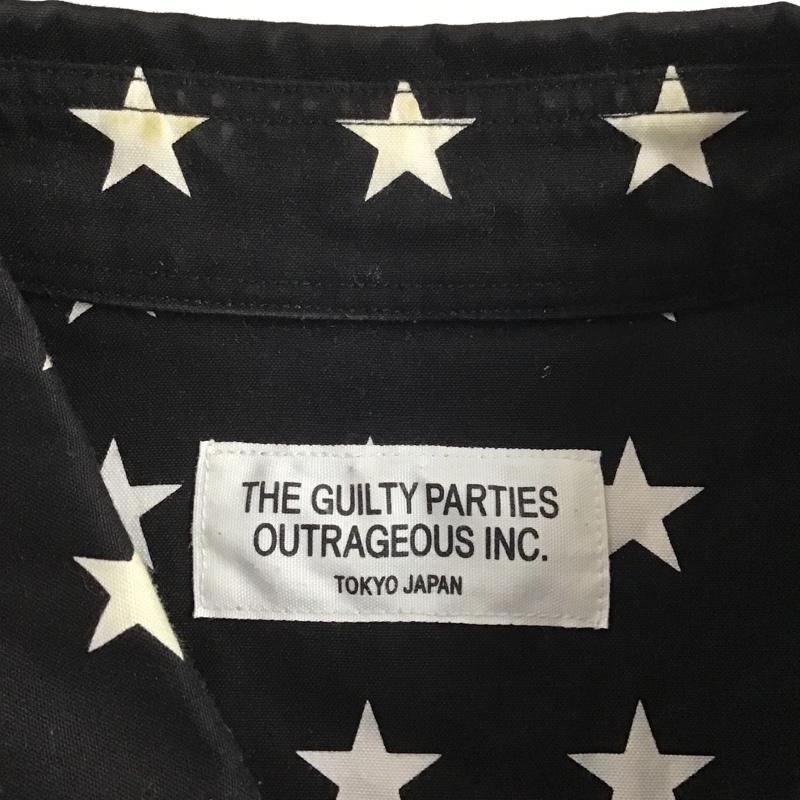 THE GUILTY PARTIES
OUTRAGEOUS INC.
TOKYO JAPAN